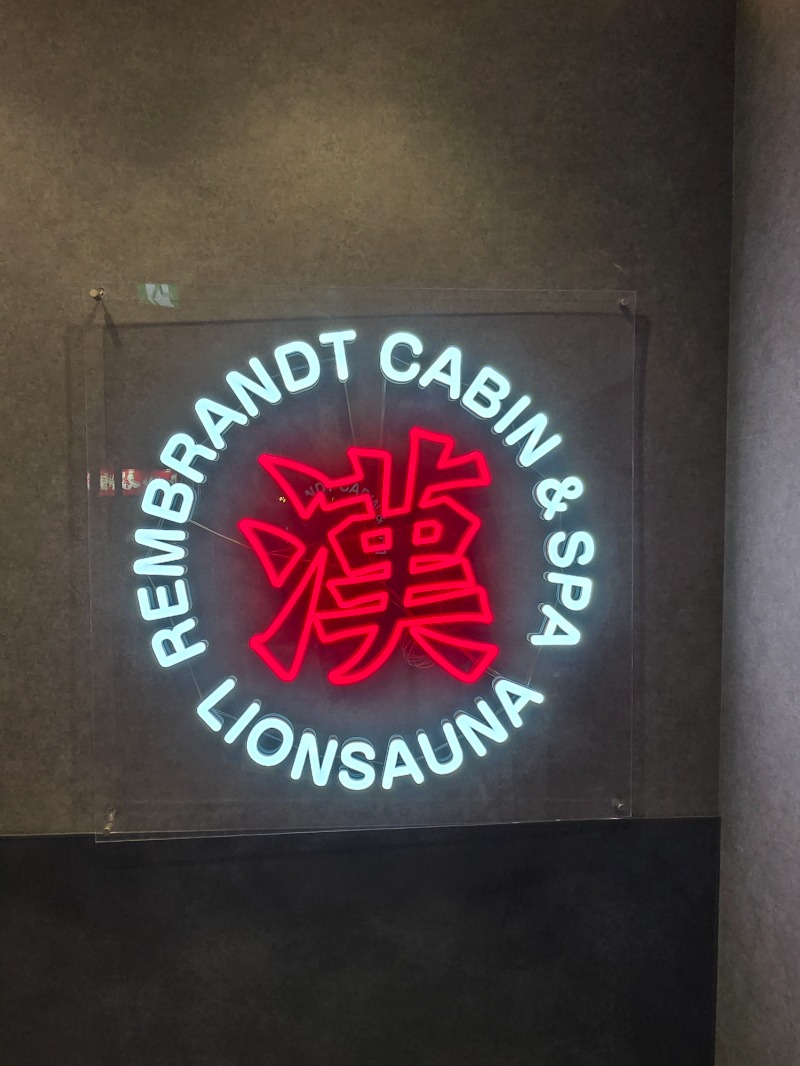 REMBRANDT CABIN & SPA
漢
LIONSAUNA